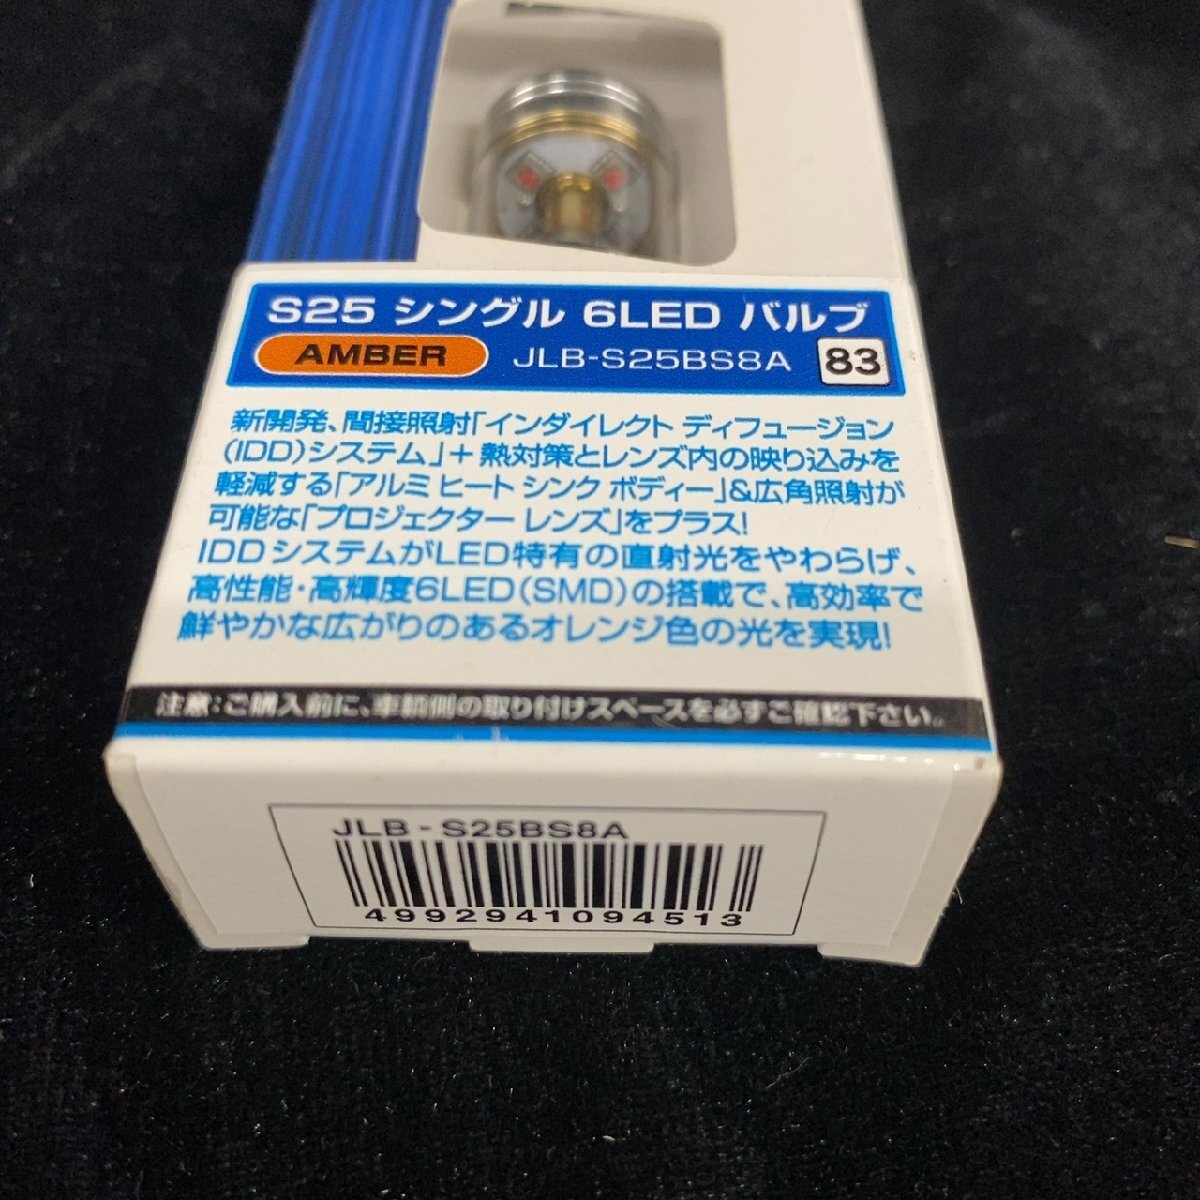 S25 シングル 6LED バルブ
AMBER JLB-S25BS8A 83
新開発、間接照射「インダイレクト ディフュージョン
(IDD)システム」+熱対策とレンズ内の映り込みを
軽減する「アルミ ヒート シンク ボディー」&広角照射が
可能な「プロジェクター レンズ」をプラス!
IDDシステムがLED特有の直射光をやわらげ、
高性能・高輝度6LED(SMD)の搭載で、高効率で
鮮やかな広がりのあるオレンジ色の光を実現!
注意:ご購入前に、車輌側の取り付けスペースを必ずご確認下さい。
JLB-S25BS8A
4992941094513